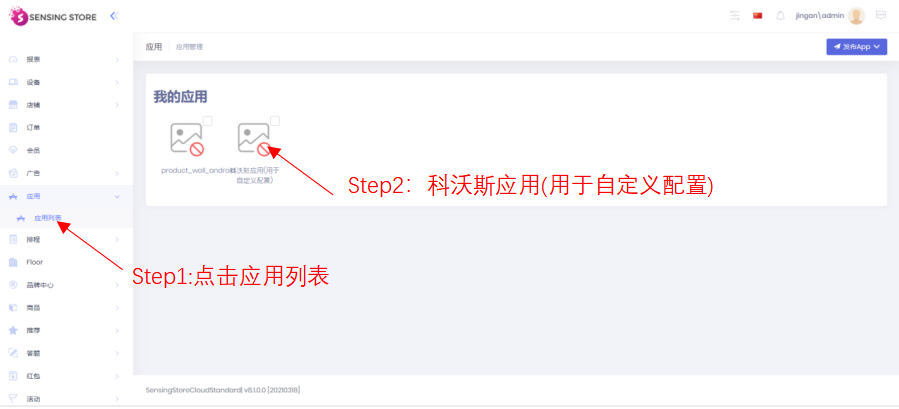 SENSING STORE
jingan\admin
应用 应用管理
发布App
报表
设备
店铺
订单
会员
广告
应用
应用列表
排程
Floor
品牌中心
商品
推荐
答题
红包
活动
我的应用
product_wall_android
科沃斯应用(用于
自定义配置)
Step2：科沃斯应用(用于自定义配置)
Step1:点击应用列表
SensingStoreCloudStandard| v8.1.0.0 [20210318]